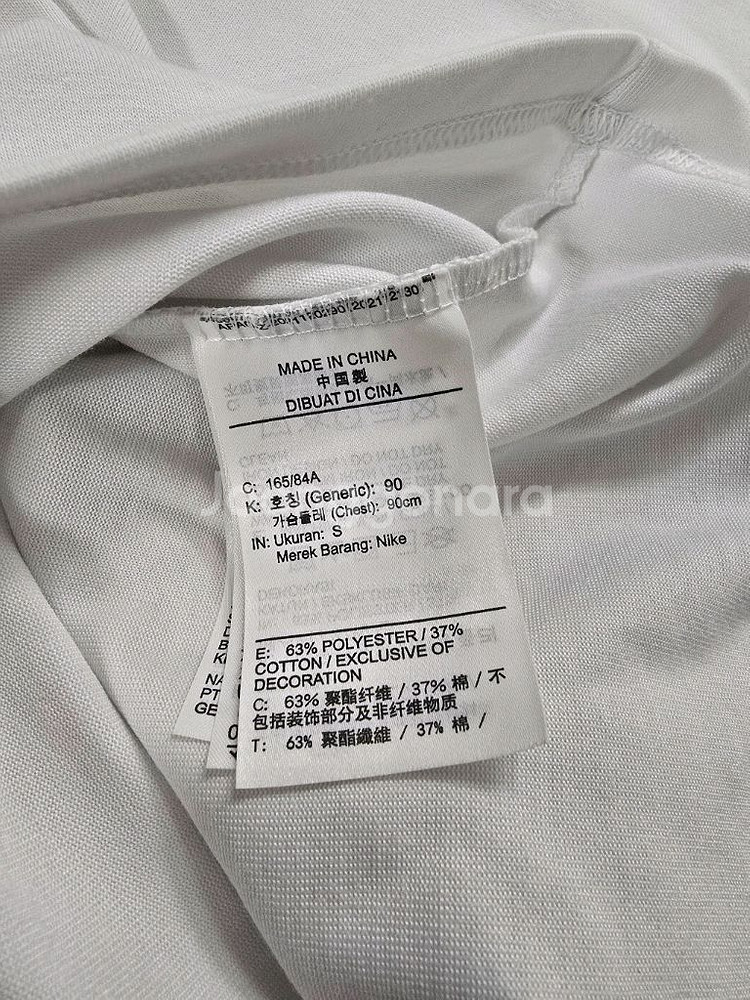 MADE IN CHINA
中国製
DIBUAT DI CINA
C: 165/84A
K: 호칭 (Generic): 90
가슴둘레 (Chest): 90cm
IN: Ukuran: S
Merek Barang: Nike
E: 63% POLYESTER / 37%
COTTON / EXCLUSIVE OF
DECORATION
C: 63% 聚酯纤维 / 37% 棉 / 不
包括装饰部分及非纤维物质
T: 63% 聚酯纖維 / 37% 棉 /
NA
PT
GE